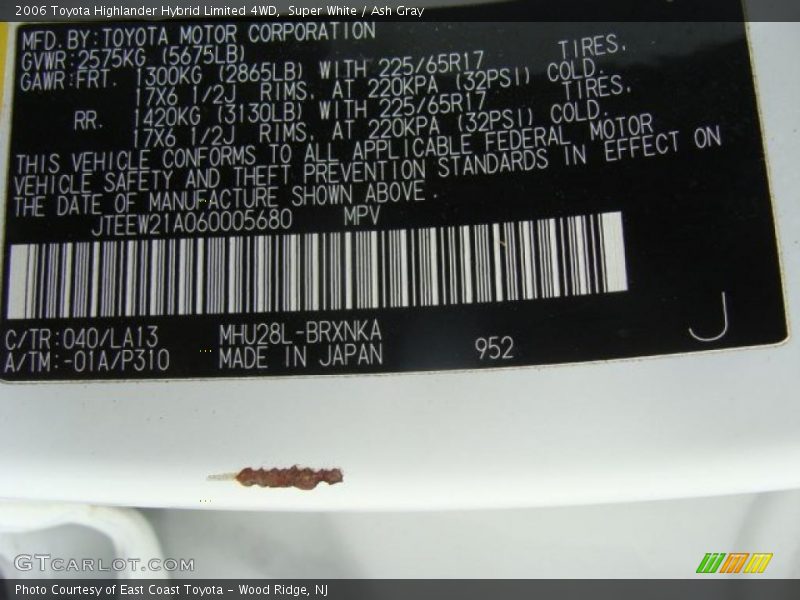 2006 Toyota Highlander Hybrid Limited 4WD, Super White / Ash Gray
MFD.BY:TOYOTA MOTOR CORPORATION
GVWR:2575KG (5675LB)
GAWR:FRT. 1300KG (2865LB) WITH 225/65R17 TIRES,
17X6 1/2J RIMS, AT 220KPA (32PSI) COLD.
RR. 1420KG (3130LB) WITH 225/65R17 TIRES,
17X6 1/2J RIMS, AT 220KPA (32PSI) COLD.
THIS VEHICLE CONFORMS TO ALL APPLICABLE FEDERAL MOTOR
VEHICLE SAFETY AND THEFT PREVENTION STANDARDS IN EFFECT ON
THE DATE OF MANUFACTURE SHOWN ABOVE.
JTEEW21A060005680 MPV
C/TR:040/LA13 MHU28L-BRXNKA
A/TM:-01A/P310 MADE IN JAPAN 952 J
GTCARLOT.COM
Photo Courtesy of East Coast Toyota - Wood Ridge, NJ